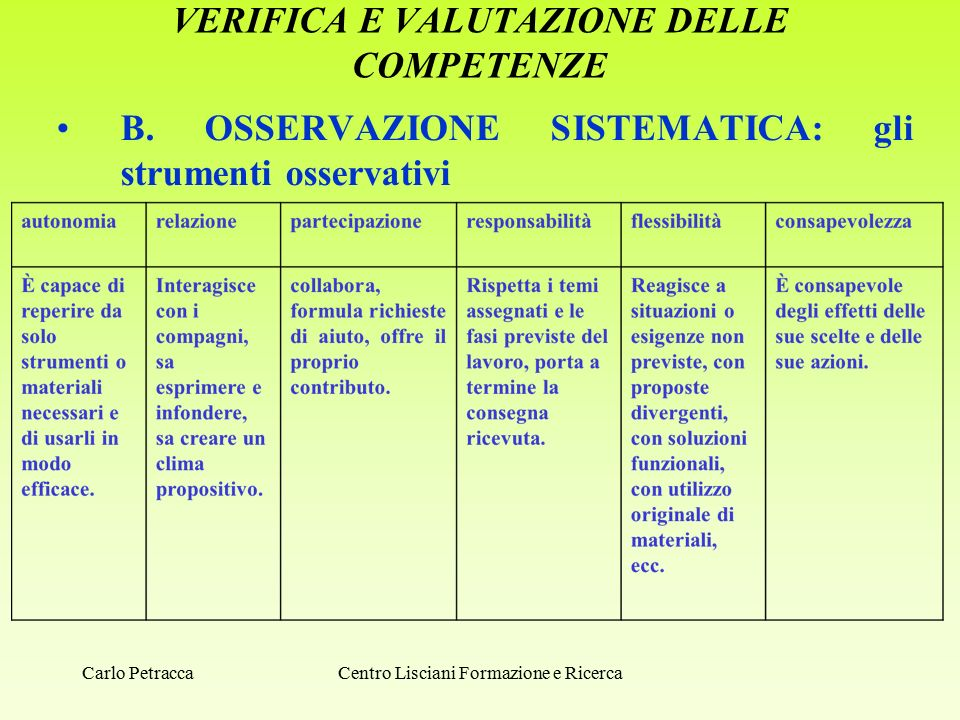 VERIFICA E VALUTAZIONE DELLE
COMPETENZE
• B. OSSERVAZIONE SISTEMATICA: gli
strumenti osservativi
autonomia
relazione
partecipazione
responsabilità
flessibilità
consapevolezza
È capace di
reperire da
solo
strumenti o
materiali
necessari e
di usarli in
modo
efficace.
Interagisce
con i
compagni,
sa
esprimere e
infondere,
sa creare un
clima
propositivo.
collabora,
formula richieste
di aiuto, offre il
proprio
contributo.
Rispetta i temi
assegnati e le
fasi previste del
lavoro, porta a
termine la
consegna
ricevuta.
Reagisce a
situazioni o
esigenze non
previste, con
proposte
divergenti,
con soluzioni
funzionali,
con utilizzo
originale di
materiali,
ecc.
È consapevole
degli effetti delle
sue scelte e delle
sue azioni.
Carlo Petracca
Centro Lisciani Formazione e Ricerca